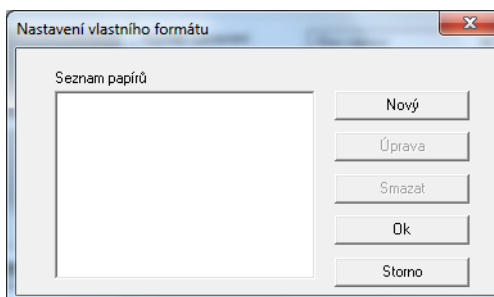 Nastavení vlastního formátu
Seznam papírů
Nový
Úprava
Smazat
Ok
Storno